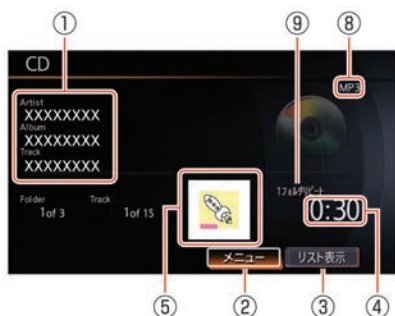 ① ⑨ ⑧
CD
MP3
Artist
XXXXXXXX
Album
XXXXXXXX
Track
XXXXXXXX
1フォルダリピート
Folder Track
1of 3 1of 15
0:30
メニュー リスト表示
⑤ ② ③ ④